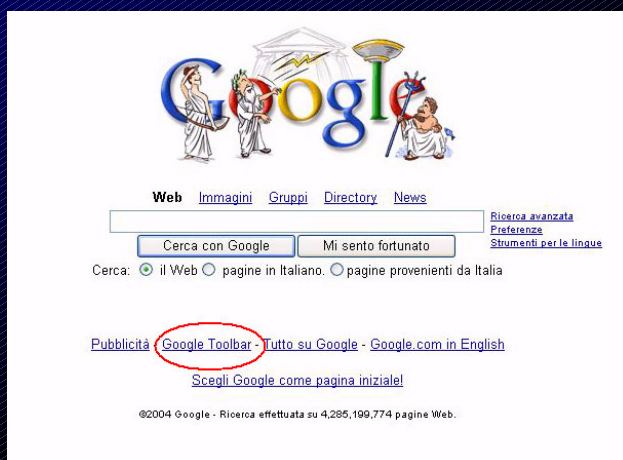 Google
Web Immagini Gruppi Directory News
Ricerca avanzata
Preferenze
Strumenti per le lingue
Cerca con Google Mi sento fortunato
Cerca: il Web pagine in Italiano. pagine provenienti da Italia
Pubblicità - Google Toolbar - Tutto su Google - Google.com in English
Scegli Google come pagina iniziale!
©2004 Google - Ricerca effettuata su 4,285,199,774 pagine Web.